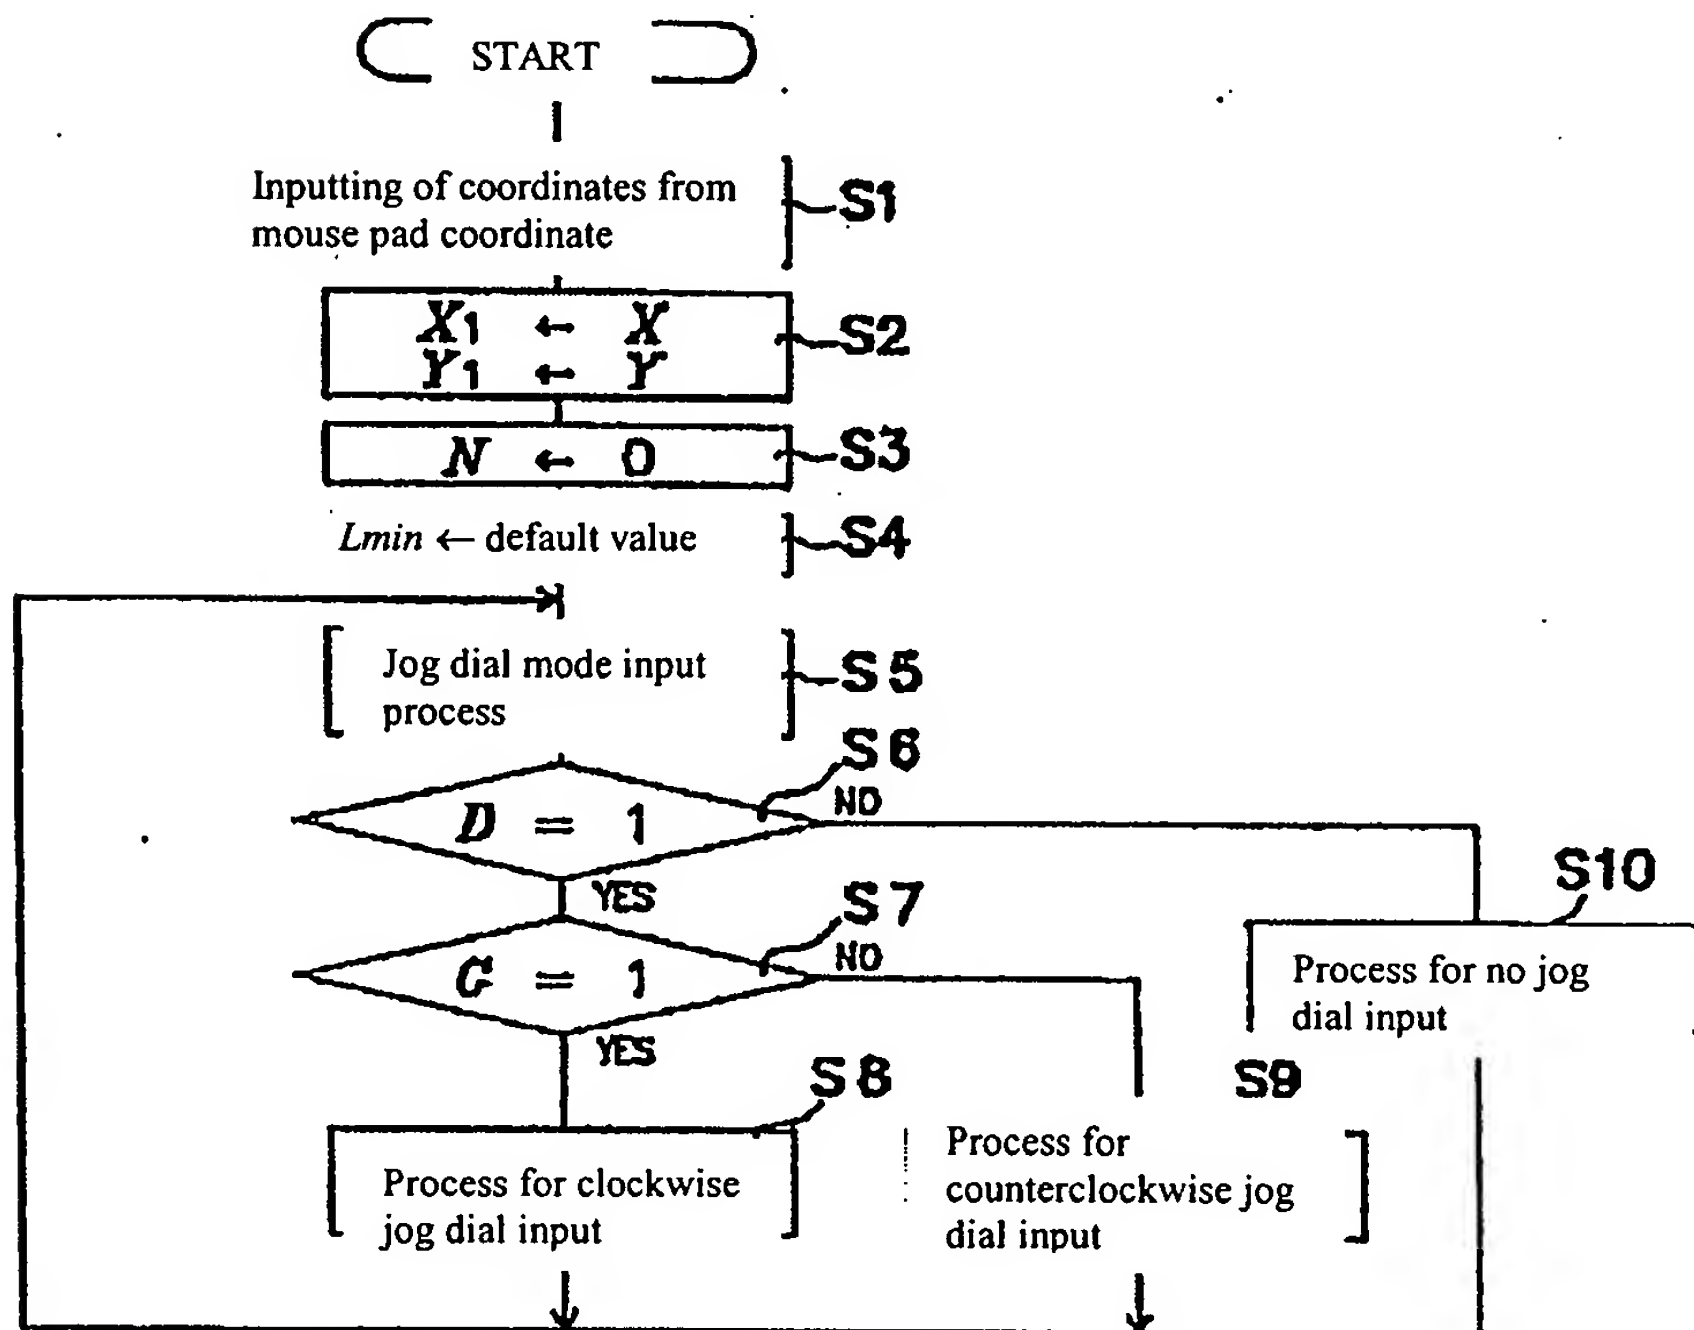 START
Inputting of coordinates from
mouse pad coordinate
S1
X1 ← X
Y1 ← Y
S2
N ← 0
S3
Lmin ← default value
S4
Jog dial mode input
process
S5
S6
D = 1
NO
YES
S7
G = 1
NO
YES
S10
Process for no jog
dial input
S8
Process for clockwise
jog dial input
S9
Process for
counterclockwise jog
dial input